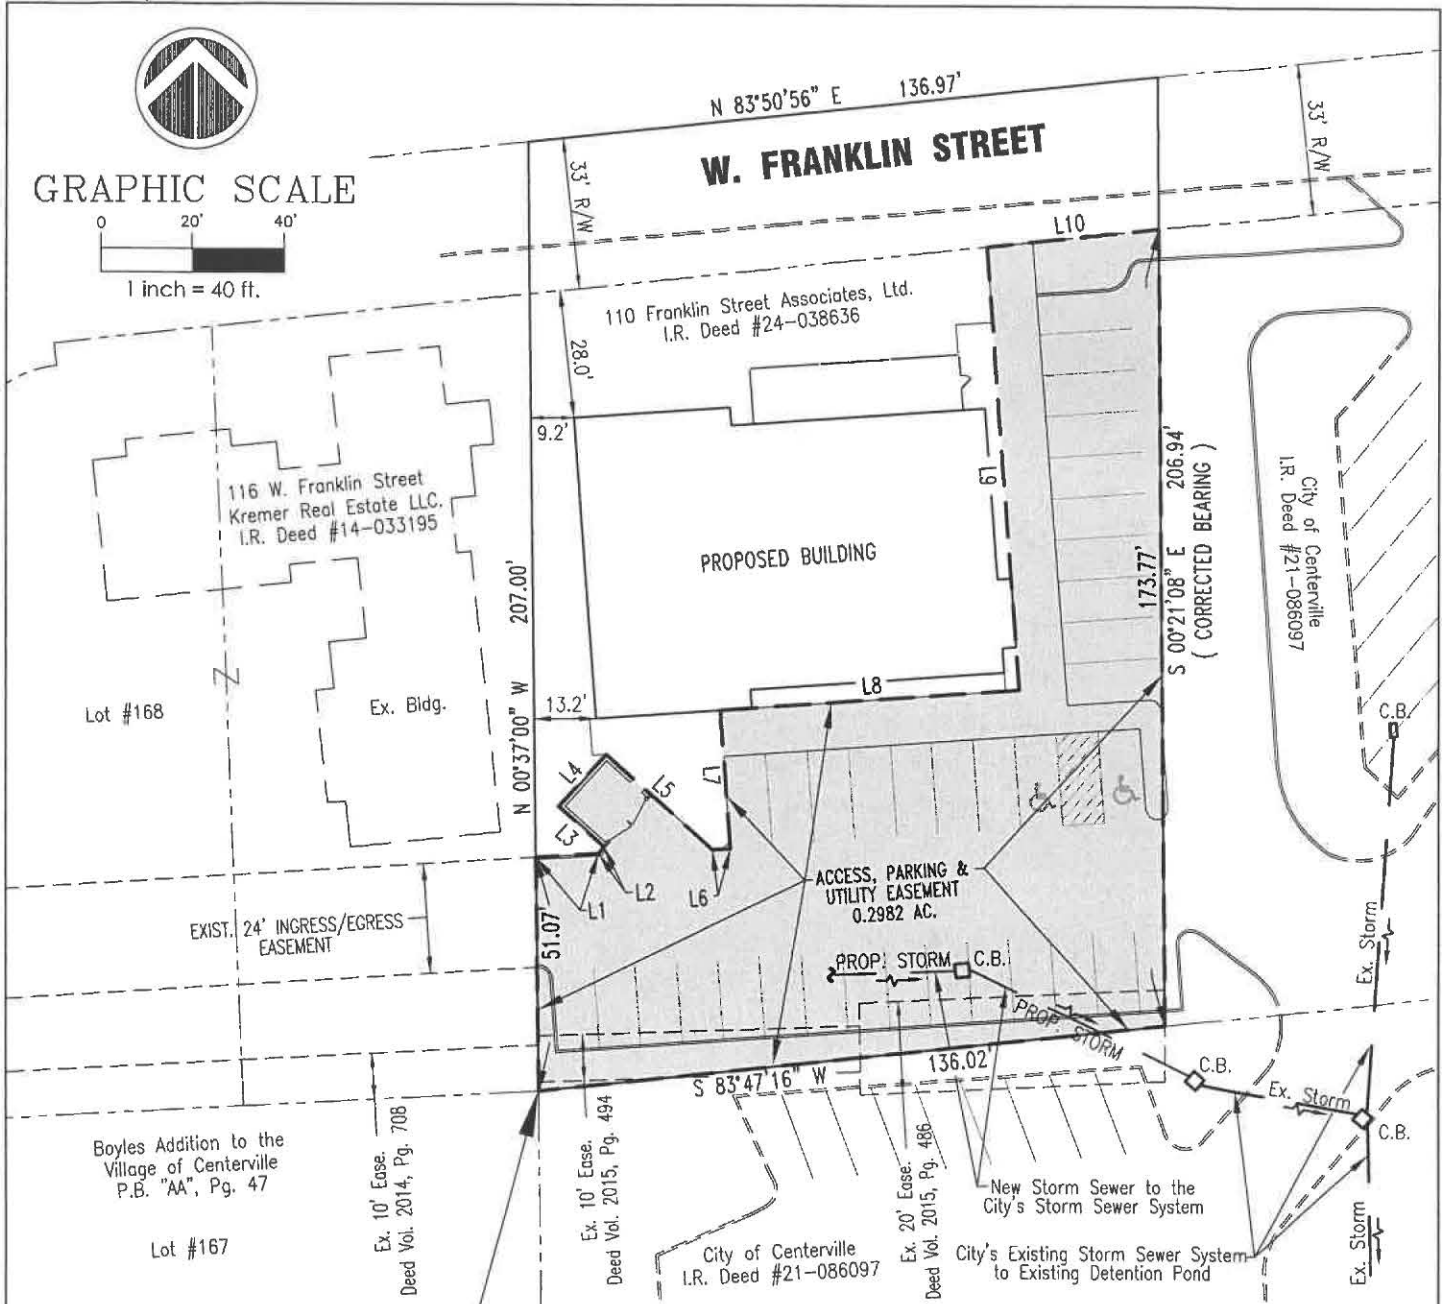 N 83°50'56" E 136.97'
W. FRANKLIN STREET
33' R/W
33' R/W
GRAPHIC SCALE
0 20' 40'
1 inch = 40 ft.
L10
110 Franklin Street Associates, Ltd.
I.R. Deed #24-038636
28.0'
9.2'
L9
116 W. Franklin Street
Kremer Real Estate LLC.
I.R. Deed #14-033195
PROPOSED BUILDING
N 00°37'00" W 207.00'
173.77'
S 00°21'08" E 206.94'
( CORRECTED BEARING )
City of Centerville
I.R. Deed #21-086097
Lot #168
Z
Ex. Bldg.
13.2'
L8
C.B.
L4
L5
L7
L3
L2
L1
L6
ACCESS, PARKING &
UTILITY EASEMENT
0.2982 AC.
EXIST. 24' INGRESS/EGRESS
EASEMENT
51.07'
PROP. STORM
C.B.
Ex. Storm
PROP. STORM
136.02'
S 83°47'16" W
C.B.
Ex. Storm
C.B.
Boyles Addition to the
Village of Centerville
P.B. "AA", Pg. 47
Lot #167
Ex. 10' Ease.
Deed Vol. 2014, Pg. 708
Ex. 10' Ease.
Deed Vol. 2015, Pg. 494
Ex. 20' Ease.
Deed Vol. 2015, Pg. 486
New Storm Sewer to the
City's Storm Sewer System
City of Centerville
I.R. Deed #21-086097
City's Existing Storm Sewer System
to Existing Detention Pond
Ex. Storm